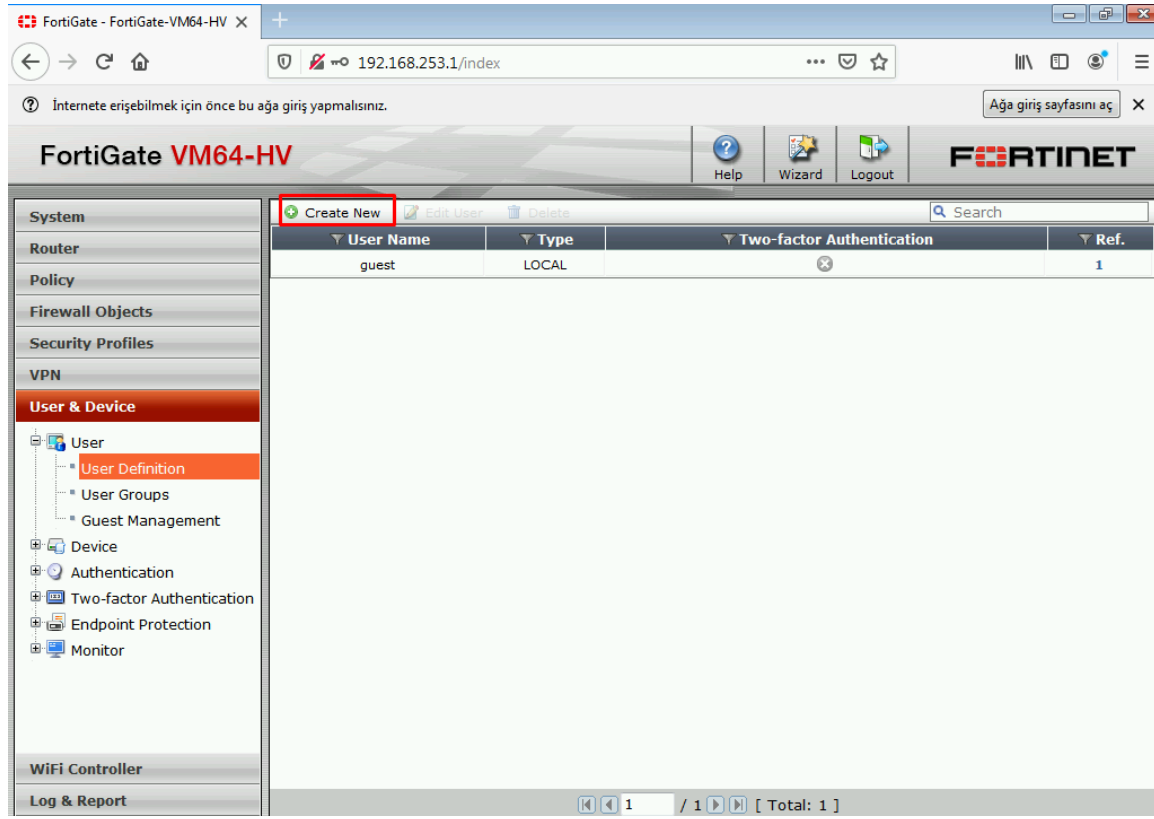 FortiGate - FortiGate-VM64-HV
192.168.253.1/index
İnternete erişebilmek için önce bu ağa giriş yapmalısınız.
Ağa giriş sayfasını aç
FortiGate VM64-HV
Help
Wizard
Logout
FORTINET
System
Router
Policy
Firewall Objects
Security Profiles
VPN
User & Device
User
User Definition
User Groups
Guest Management
Device
Authentication
Two-factor Authentication
Endpoint Protection
Monitor
WiFi Controller
Log & Report
Create New Edit User Delete Search
User Name Type Two-factor Authentication Ref.
guest LOCAL 1
1 / 1 [ Total: 1 ]